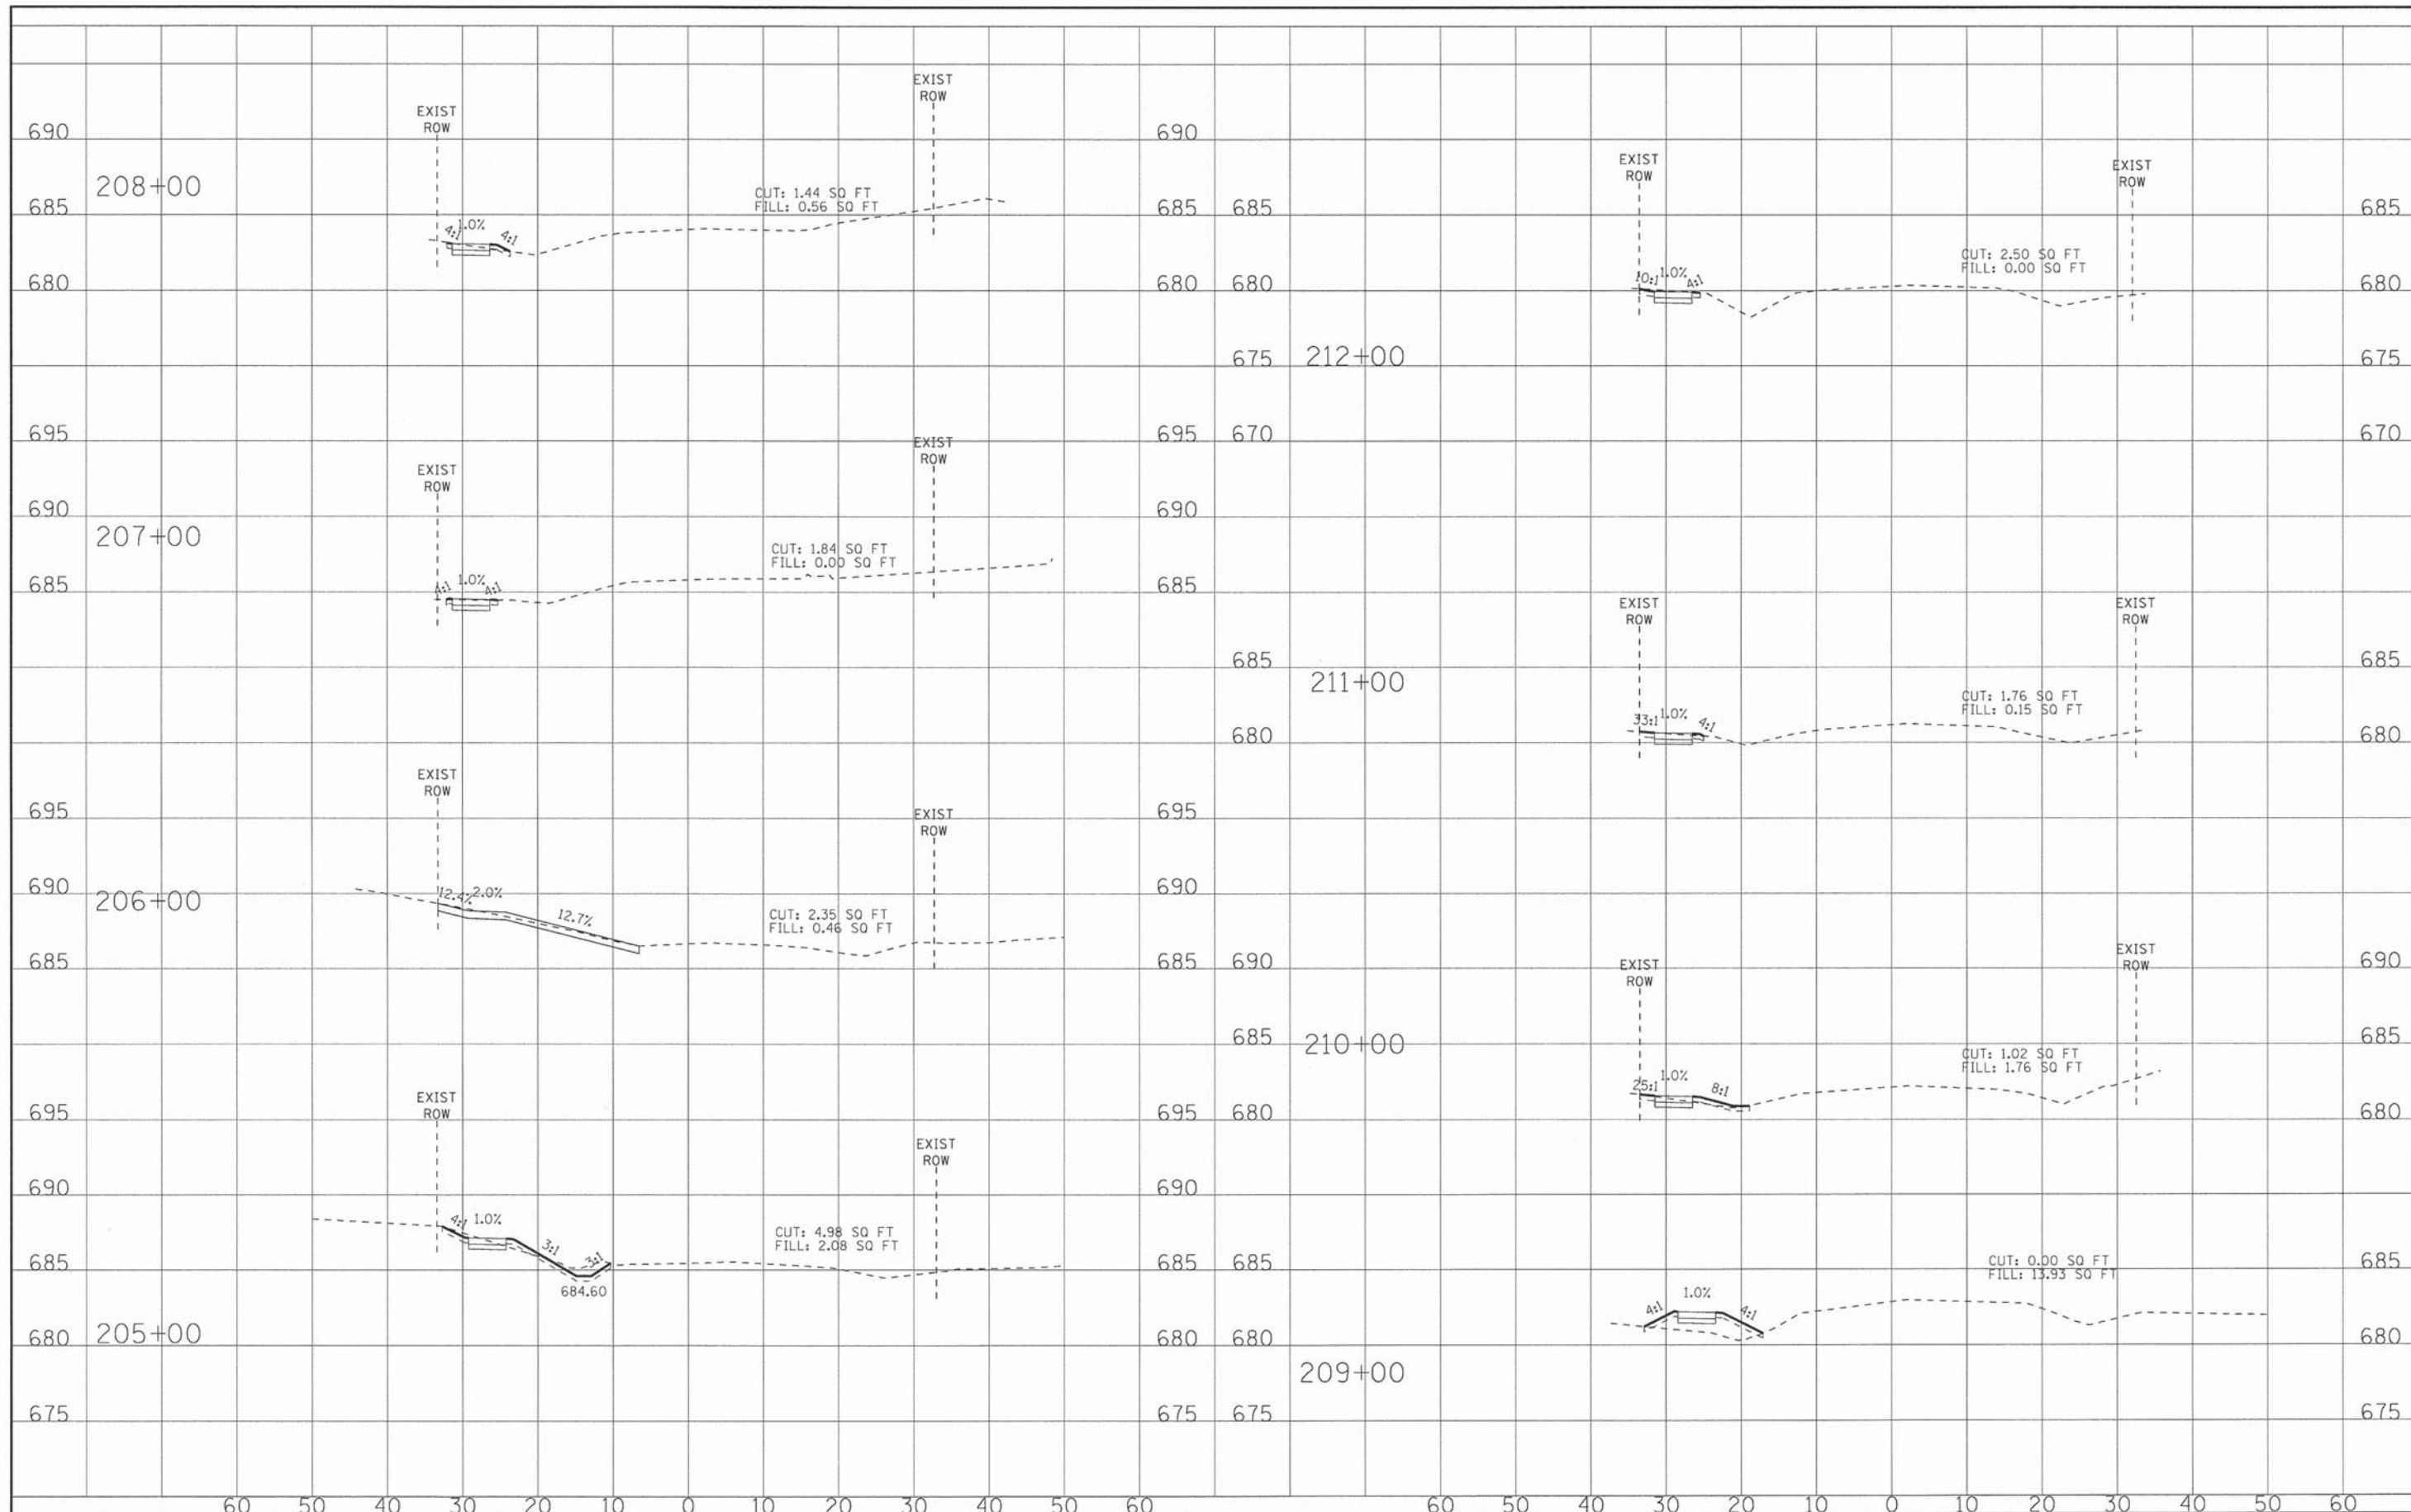 EXIST
ROW
EXIST
ROW
690
690
208+00
CUT: 1.44 SQ FT
FILL: 0.56 SQ FT
685
685
4:1
1.0%
4:1
680
680
695
695
EXIST
ROW
EXIST
ROW
690
690
207+00
CUT: 1.84 SQ FT
FILL: 0.00 SQ FT
685
685
4:1
1.0%
4:1
EXIST
ROW
EXIST
ROW
695
695
690
690
206+00
12.4%
2.0%
12.7%
CUT: 2.35 SQ FT
FILL: 0.46 SQ FT
685
685
EXIST
ROW
EXIST
ROW
695
695
690
690
4:1
1.0%
3:1
3:1
CUT: 4.98 SQ FT
FILL: 2.08 SQ FT
685
685
684.60
680
680
205+00
675
675
60 50 40 30 20 10 0 10 20 30 40 50 60
EXIST
ROW
EXIST
ROW
685
685
CUT: 2.50 SQ FT
FILL: 0.00 SQ FT
10:1
1.0%
4:1
680
680
675
212+00
675
670
670
EXIST
ROW
EXIST
ROW
685
685
211+00
CUT: 1.76 SQ FT
FILL: 0.15 SQ FT
33:1
1.0%
4:1
680
680
EXIST
ROW
EXIST
ROW
690
690
685
210+00
685
CUT: 1.02 SQ FT
FILL: 1.76 SQ FT
25:1
1.0%
8:1
680
680
685
685
CUT: 0.00 SQ FT
FILL: 13.93 SQ FT
4:1
1.0%
4:1
680
680
209+00
675
675
60 50 40 30 20 10 0 10 20 30 40 50 60